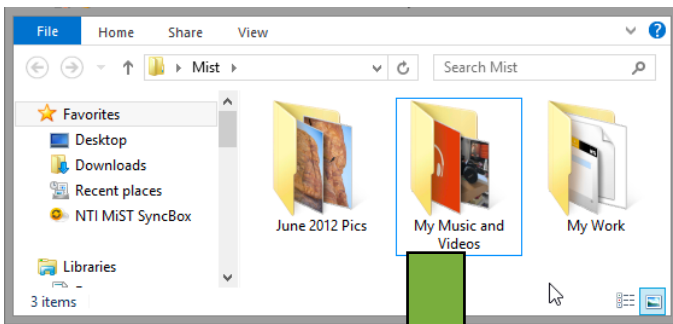 File Home Share View
Mist
Search Mist
Favorites
Desktop
Downloads
Recent places
NTI MiST SyncBox
Libraries
June 2012 Pics
My Music and
Videos
My Work
3 items